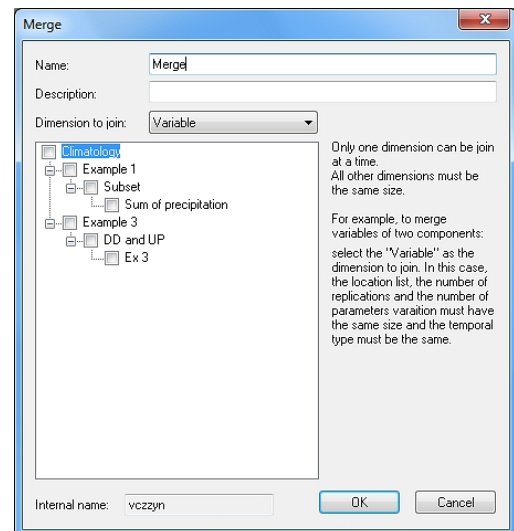 Merge
Name:
Merge
Description:
Dimension to join:
Variable
Climatology
Example 1
Subset
Sum of precipitation
Example 3
DD and UP
Ex 3
Only one dimension can be join
at a time.
All other dimensions must be
the same size.
For example, to merge
variables of two components:
select the "Variable" as the
dimension to join. In this case,
the location list, the number of
replications and the number of
parameters varaition must have
the same size and the temporal
type must be the same.
Internal name:
vczzyn
OK
Cancel